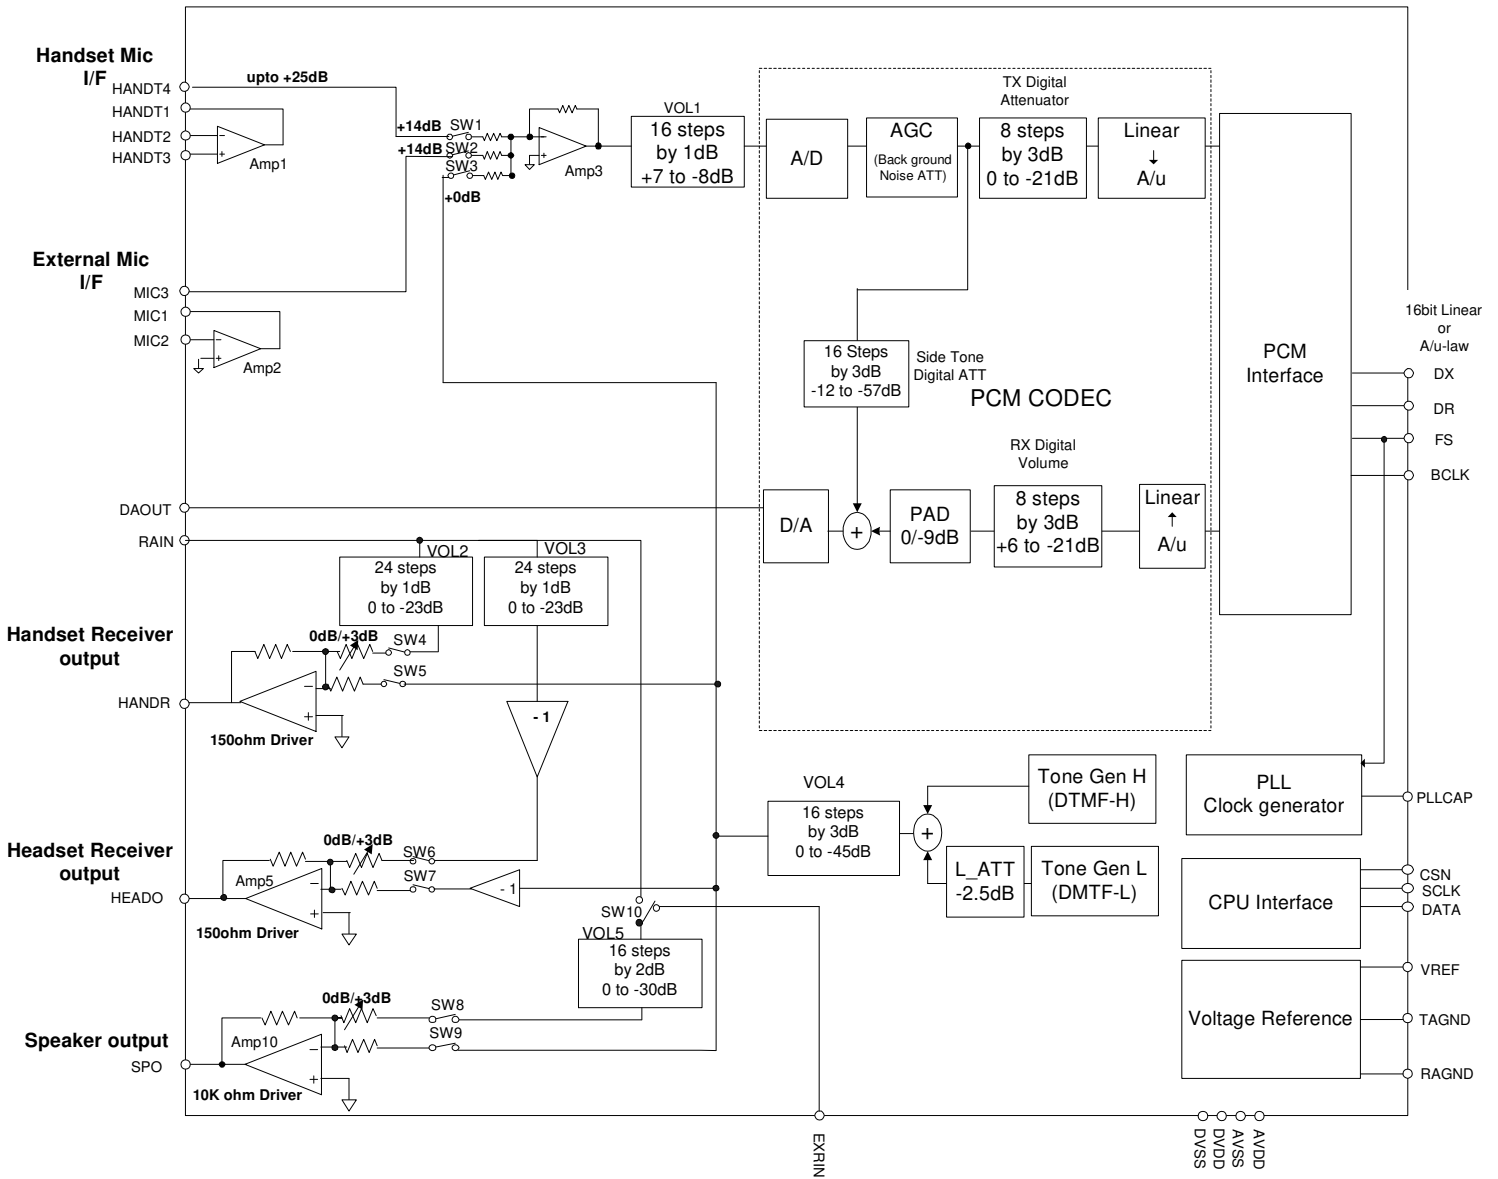 Handset Mic
I/F
HANDT4
HANDT1
HANDT2
HANDT3
upto +25dB
Amp1
+14dB
SW1
+14dB
SW2
SW3
+0dB
-
+
Amp3
VOL1
16 steps
by 1dB
+7 to -8dB
A/D
AGC
(Back ground
Noise ATT)
TX Digital
Attenuator
8 steps
by 3dB
0 to -21dB
Linear
↓
A/u
External Mic
I/F
MIC3
MIC1
MIC2
-
+
Amp2
16 Steps
by 3dB
-12 to -57dB
Side Tone
Digital ATT
PCM CODEC
PCM
Interface
16bit Linear
or
A/u-law
DX
DR
FS
BCLK
RX Digital
Volume
DAOUT
RAIN
D/A
+
PAD
0/-9dB
8 steps
by 3dB
+6 to -21dB
Linear
↑
A/u
VOL2
24 steps
by 1dB
0 to -23dB
VOL3
24 steps
by 1dB
0 to -23dB
Handset Receiver
output
HANDR
0dB/+3dB
SW4
SW5
-
+
150ohm Driver
- 1
Headset Receiver
output
HEADO
0dB/+3dB
SW6
SW7
Amp5
-
+
- 1
150ohm Driver
SW10
VOL5
16 steps
by 2dB
0 to -30dB
Speaker output
SPO
0dB/+3dB
SW8
SW9
Amp10
-
+
10K ohm Driver
VOL4
16 steps
by 3dB
0 to -45dB
+
Tone Gen H
(DTMF-H)
L_ATT
-2.5dB
Tone Gen L
(DMTF-L)
PLL
Clock generator
PLLCAP
CPU Interface
CSN
SCLK
DATA
Voltage Reference
VREF
TAGND
RAGND
EXRIN
DVSS
DVDD
AVSS
AVDD